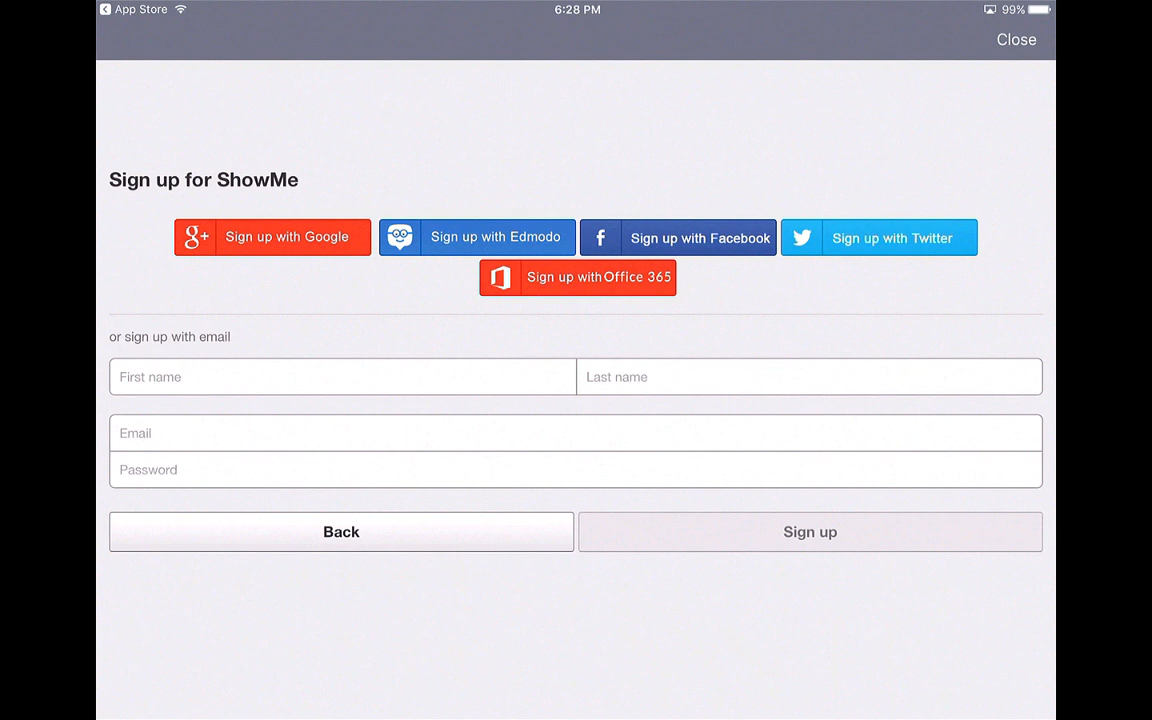 App Store 6:28 PM 99%
Close
Sign up for ShowMe
g+ Sign up with Google Sign up with Edmodo f Sign up with Facebook Sign up with Twitter
Sign up with Office 365
or sign up with email
First name Last name
Email
Password
Back Sign up